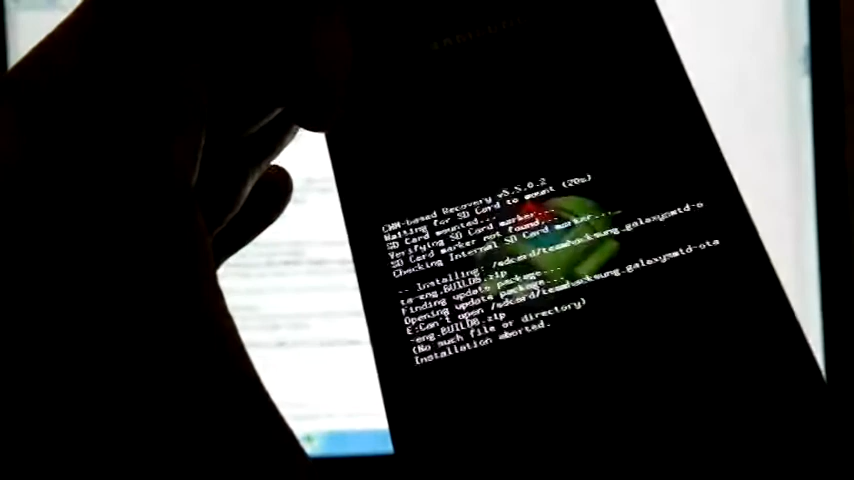 SAMSUNG
CWM-based Recovery v5.5.0.2
Waiting for SD Card to mount (20s)
SD Card mounted...
Verifying SD Card marker...
SD Card marker not found...
Checking Internal SD Card marker...
-- Installing: /sdcard/teamhacksung_galaxysmtd-o
ta-eng.BUILD8.zip
Finding update package...
Opening update package...
E:Can't open /sdcard/teamhacksung_galaxysmtd-ota
-eng.BUILD8.zip
(No such file or directory)
Installation aborted.